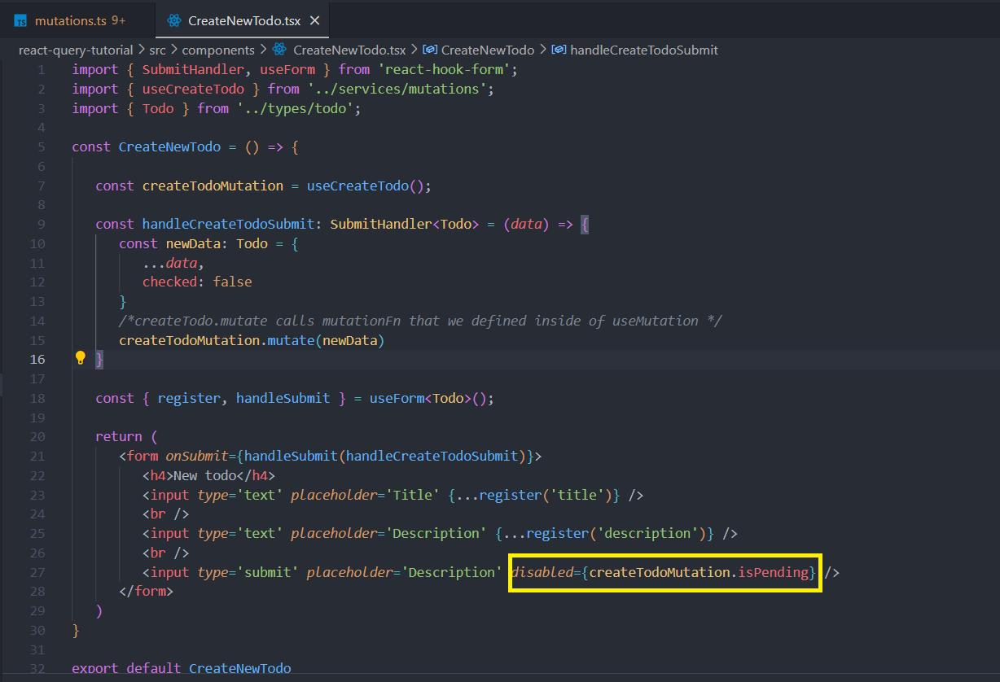 TS mutations.ts 9+ CreateNewTodo.tsx ×
react-query-tutorial > src > components > CreateNewTodo.tsx > CreateNewTodo > handleCreateTodoSubmit
1 import { SubmitHandler, useForm } from 'react-hook-form';
2 import { useCreateTodo } from '../services/mutations';
3 import { Todo } from '../types/todo';
4
5 const CreateNewTodo = () => {
6
7    const createTodoMutation = useCreateTodo();
8
9    const handleCreateTodoSubmit: SubmitHandler<Todo> = (data) => {
10       const newData: Todo = {
11          ...data,
12          checked: false
13       }
14       /*createTodo.mutate calls mutationFn that we defined inside of useMutation */
15       createTodoMutation.mutate(newData)
16    }
17
18    const { register, handleSubmit } = useForm<Todo>();
19
20    return (
21       <form onSubmit={handleSubmit(handleCreateTodoSubmit)}>
22          <h4>New todo</h4>
23          <input type='text' placeholder='Title' {...register('title')} />
24          <br />
25          <input type='text' placeholder='Description' {...register('description')} />
26          <br />
27          <input type='submit' placeholder='Description' disabled={createTodoMutation.isPending} />
28       </form>
29    )
30 }
31
32 export default CreateNewTodo